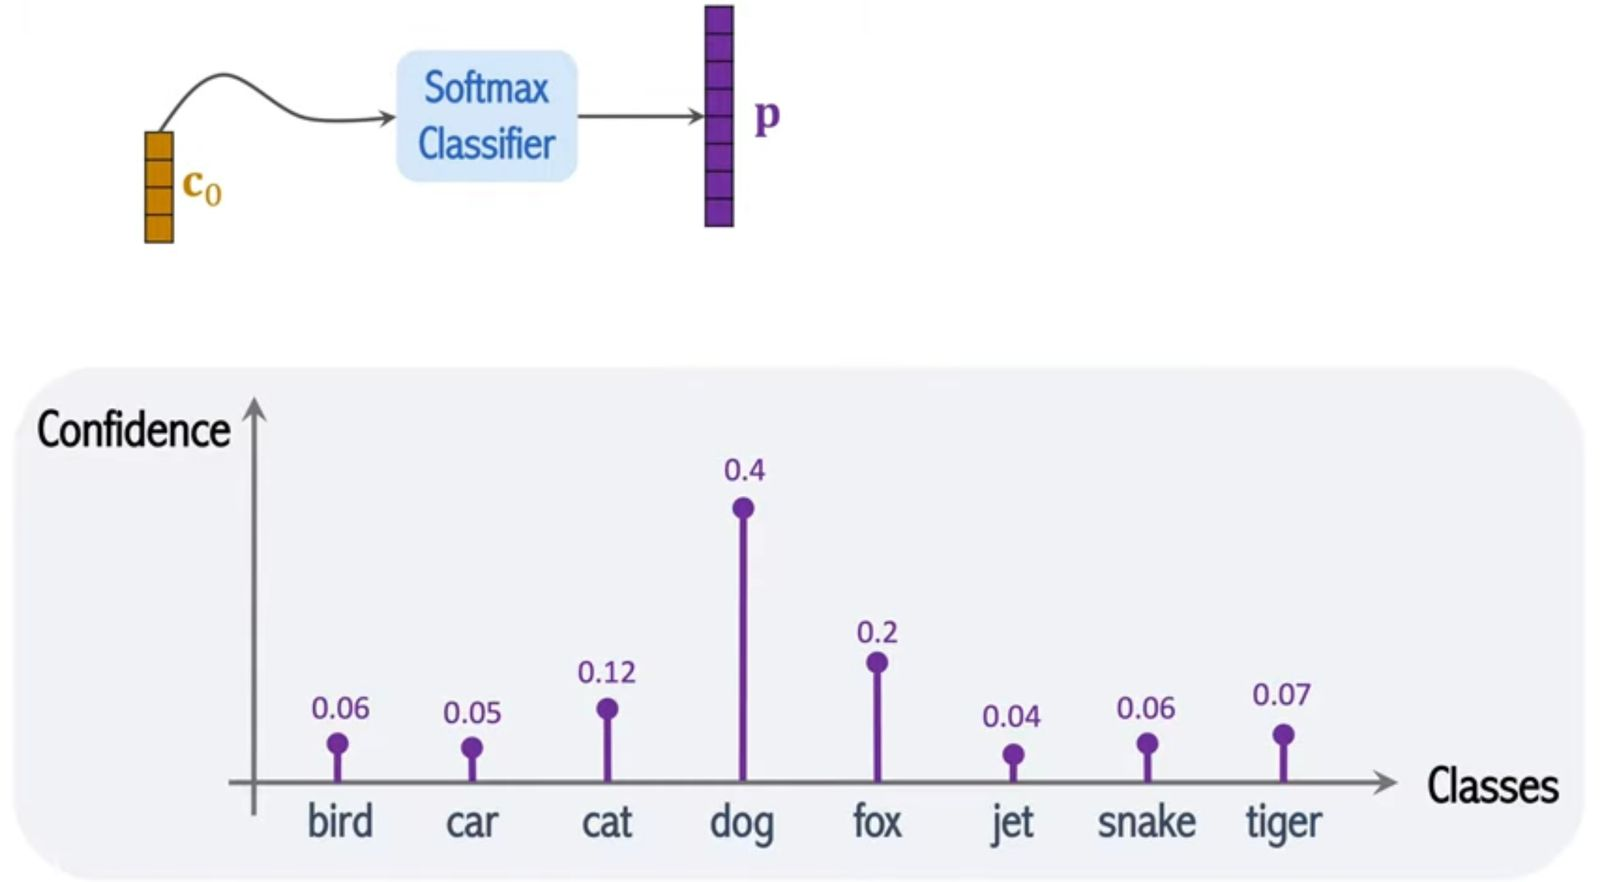 Softmax
Classifier
p
c₀
Confidence
0.4
0.2
0.12
0.07
0.06
0.05
0.04
0.06
Classes
bird car cat dog fox jet snake tiger